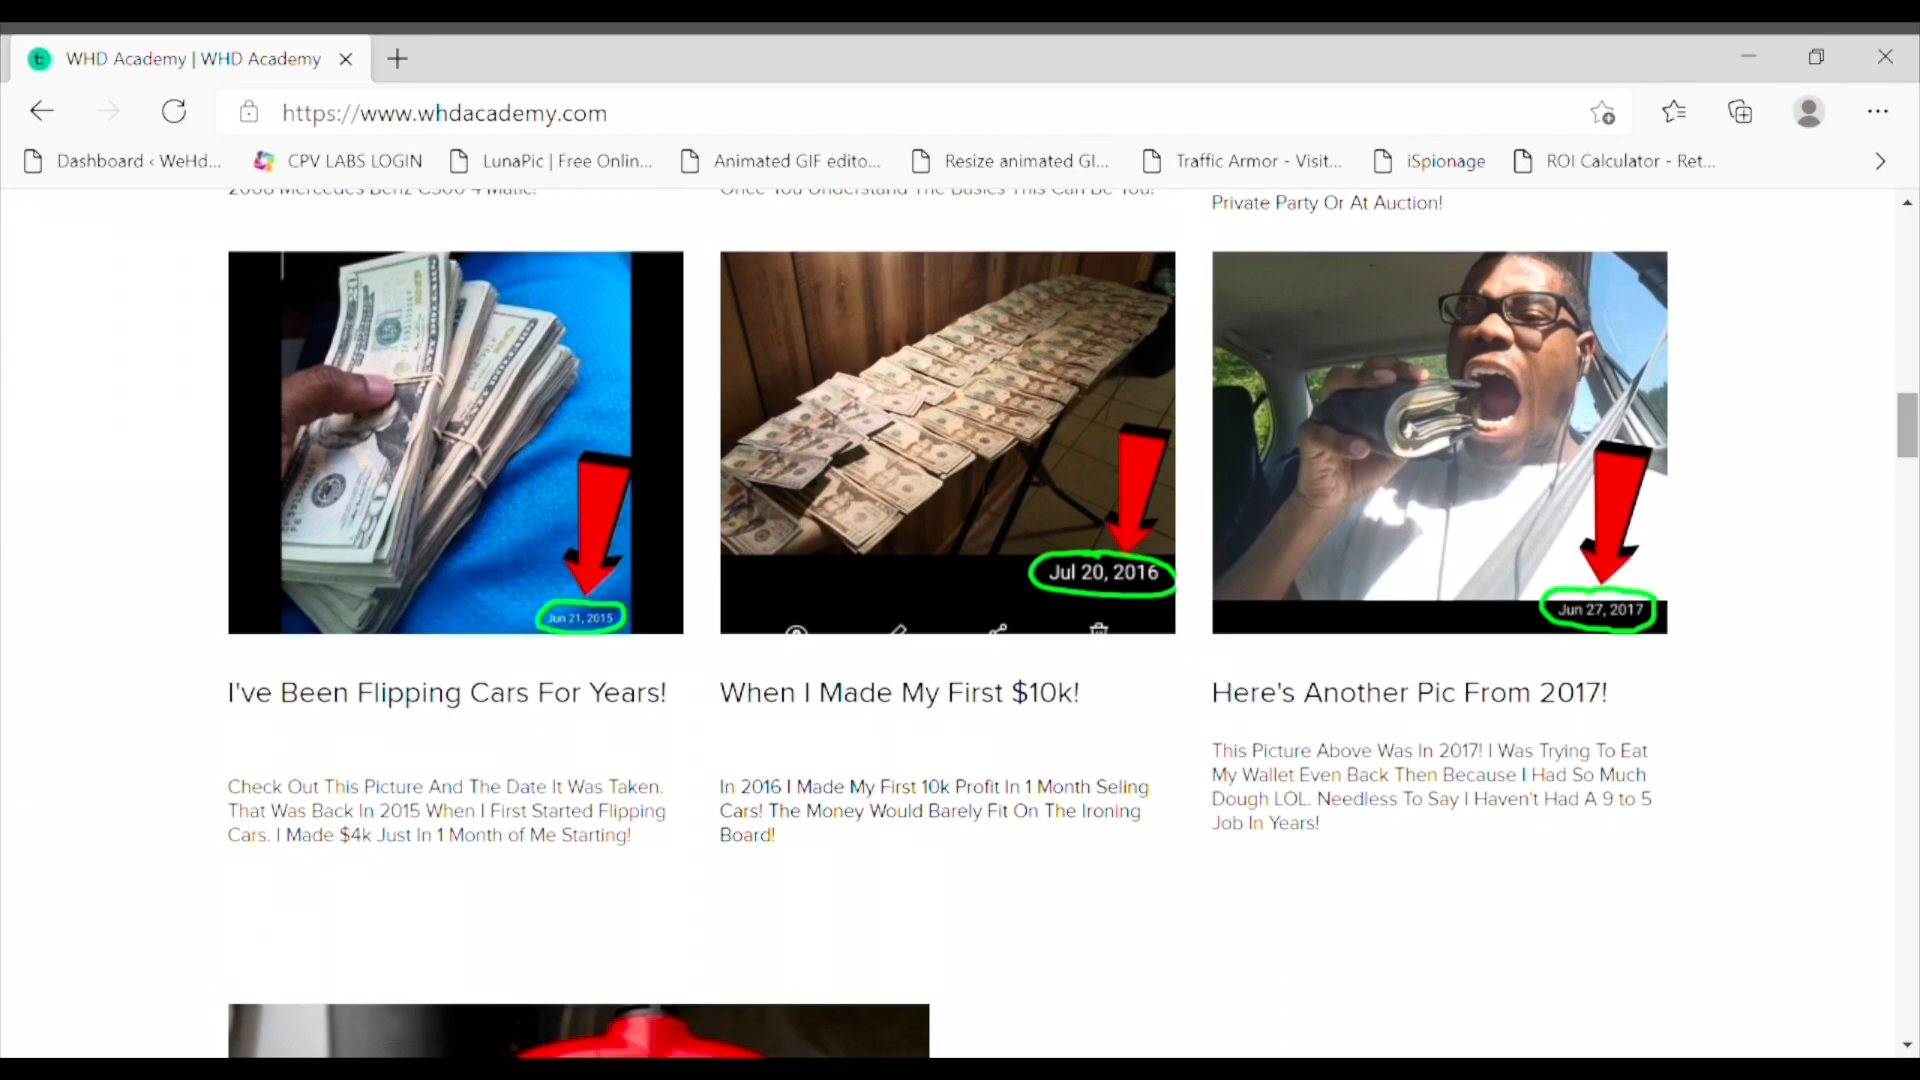 WHD Academy | WHD Academy
https://www.whdacademy.com
Dashboard ‹ WeHd...
CPV LABS LOGIN
LunaPic | Free Onlin...
Animated GIF edito...
Resize animated GI...
Traffic Armor - Visit...
iSpionage
ROI Calculator - Ret...
2008 Mercedes Benz C300 4 Matic!
Once You Understand The Basics This Can Be You!
Private Party Or At Auction!
Jun 21, 2015
Jul 20, 2016
Jun 27, 2017
I've Been Flipping Cars For Years!
Check Out This Picture And The Date It Was Taken.
That Was Back In 2015 When I First Started Flipping
Cars. I Made $4k Just In 1 Month of Me Starting!
When I Made My First $10k!
In 2016 I Made My First 10k Profit In 1 Month Seling
Cars! The Money Would Barely Fit On The Ironing
Board!
Here's Another Pic From 2017!
This Picture Above Was In 2017! I Was Trying To Eat
My Wallet Even Back Then Because I Had So Much
Dough LOL. Needless To Say I Haven't Had A 9 to 5
Job In Years!